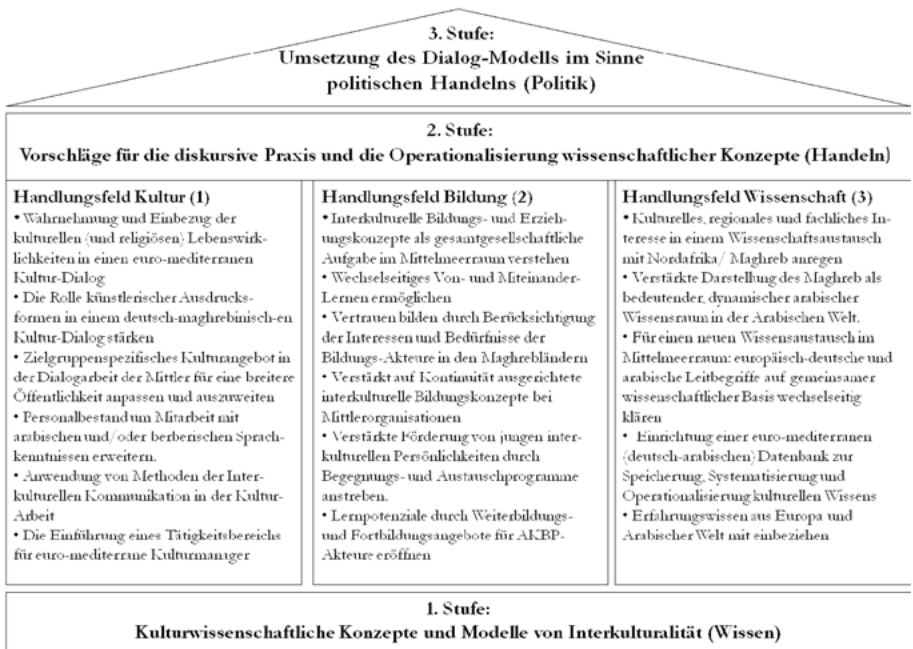 3. Stufe:
Umsetzung des Dialog-Modells im Sinne
politischen Handelns (Politik)
2. Stufe:
Vorschläge für die diskursive Praxis und die Operationalisierung wissenschaftlicher Konzepte (Handeln)
Handlungsfeld Kultur (1)
• Wahrnehmung und Einbezug der
kulturellen (und religiösen) Lebenswirk-
lichkeiten in einen euro-mediterranen
Kultur-Dialog
• Die Rolle künstlerischer Ausdrucks-
formen in einem deutsch-maghrebinisch-en
Kultur-Dialog stärken
• Zielgruppenspezifisches Kulturangebot in
der Dialogarbeit der Mittler für eine breitere
Öffentlichkeit anpassen und auszuweiten
• Personalbestand um Mitarbeit mit
arabischen und/oder berberischen Sprach-
kenntnissen erweitern.
• Anwendung von Methoden der Inter-
kulturellen Kommunikation in der Kultur-
Arbeit
• Die Einführung eines Tätigkeitsbereichs
für euro-mediterrane Kulturmanager
Handlungsfeld Bildung (2)
• Interkulturelle Bildungs- und Erzieh-
ungskonzepte als gesamtgesellschaftliche
Aufgabe im Mittelmeerraum verstehen
• Wechselseitiges Von- und Miteinander-
Lernen ermöglichen
• Vertrauen bilden durch Berücksichtigung
der Interessen und Bedürfnisse der
Bildungs-Akteure in den Maghrebländern
• Verstärkt auf Kontinuität ausgerichtete
interkulturelle Bildungskonzepte bei
Mittlerorganisationen
• Verstärkte Förderung von jungen inter-
kulturellen Persönlichkeiten durch
Begegnungs- und Austauschprogramme
anstreben.
• Lernpotenziale durch Weiterbildungs-
und Fortbildungsangebote für AKBP-
Akteure eröffnen
Handlungsfeld Wissenschaft (3)
• Kulturelles, regionales und fachliches In-
teresse in einem Wissenschaftsaustausch
mit Nordafrika/ Maghreb anregen
• Verstärkte Darstellung des Maghreb als
bedeutender, dynamischer arabischer
Wissensraum in der Arabischen Welt.
• Für einen neuen Wissensaustausch im
Mittelmeerraum: europäisch-deutsche und
arabische Leitbegriffe auf gemeinsamer
wissenschaftlicher Basis wechselseitig
klären
• Einrichtung einer euro-mediterranen
(deutsch-arabischen) Datenbank zur
Speicherung, Systematisierung und
Operationalisierung kulturellen Wissens
• Erfahrungswissen aus Europa und
Arabischer Welt mit einbeziehen
1. Stufe:
Kulturwissenschaftliche Konzepte und Modelle von Interkulturalität (Wissen)